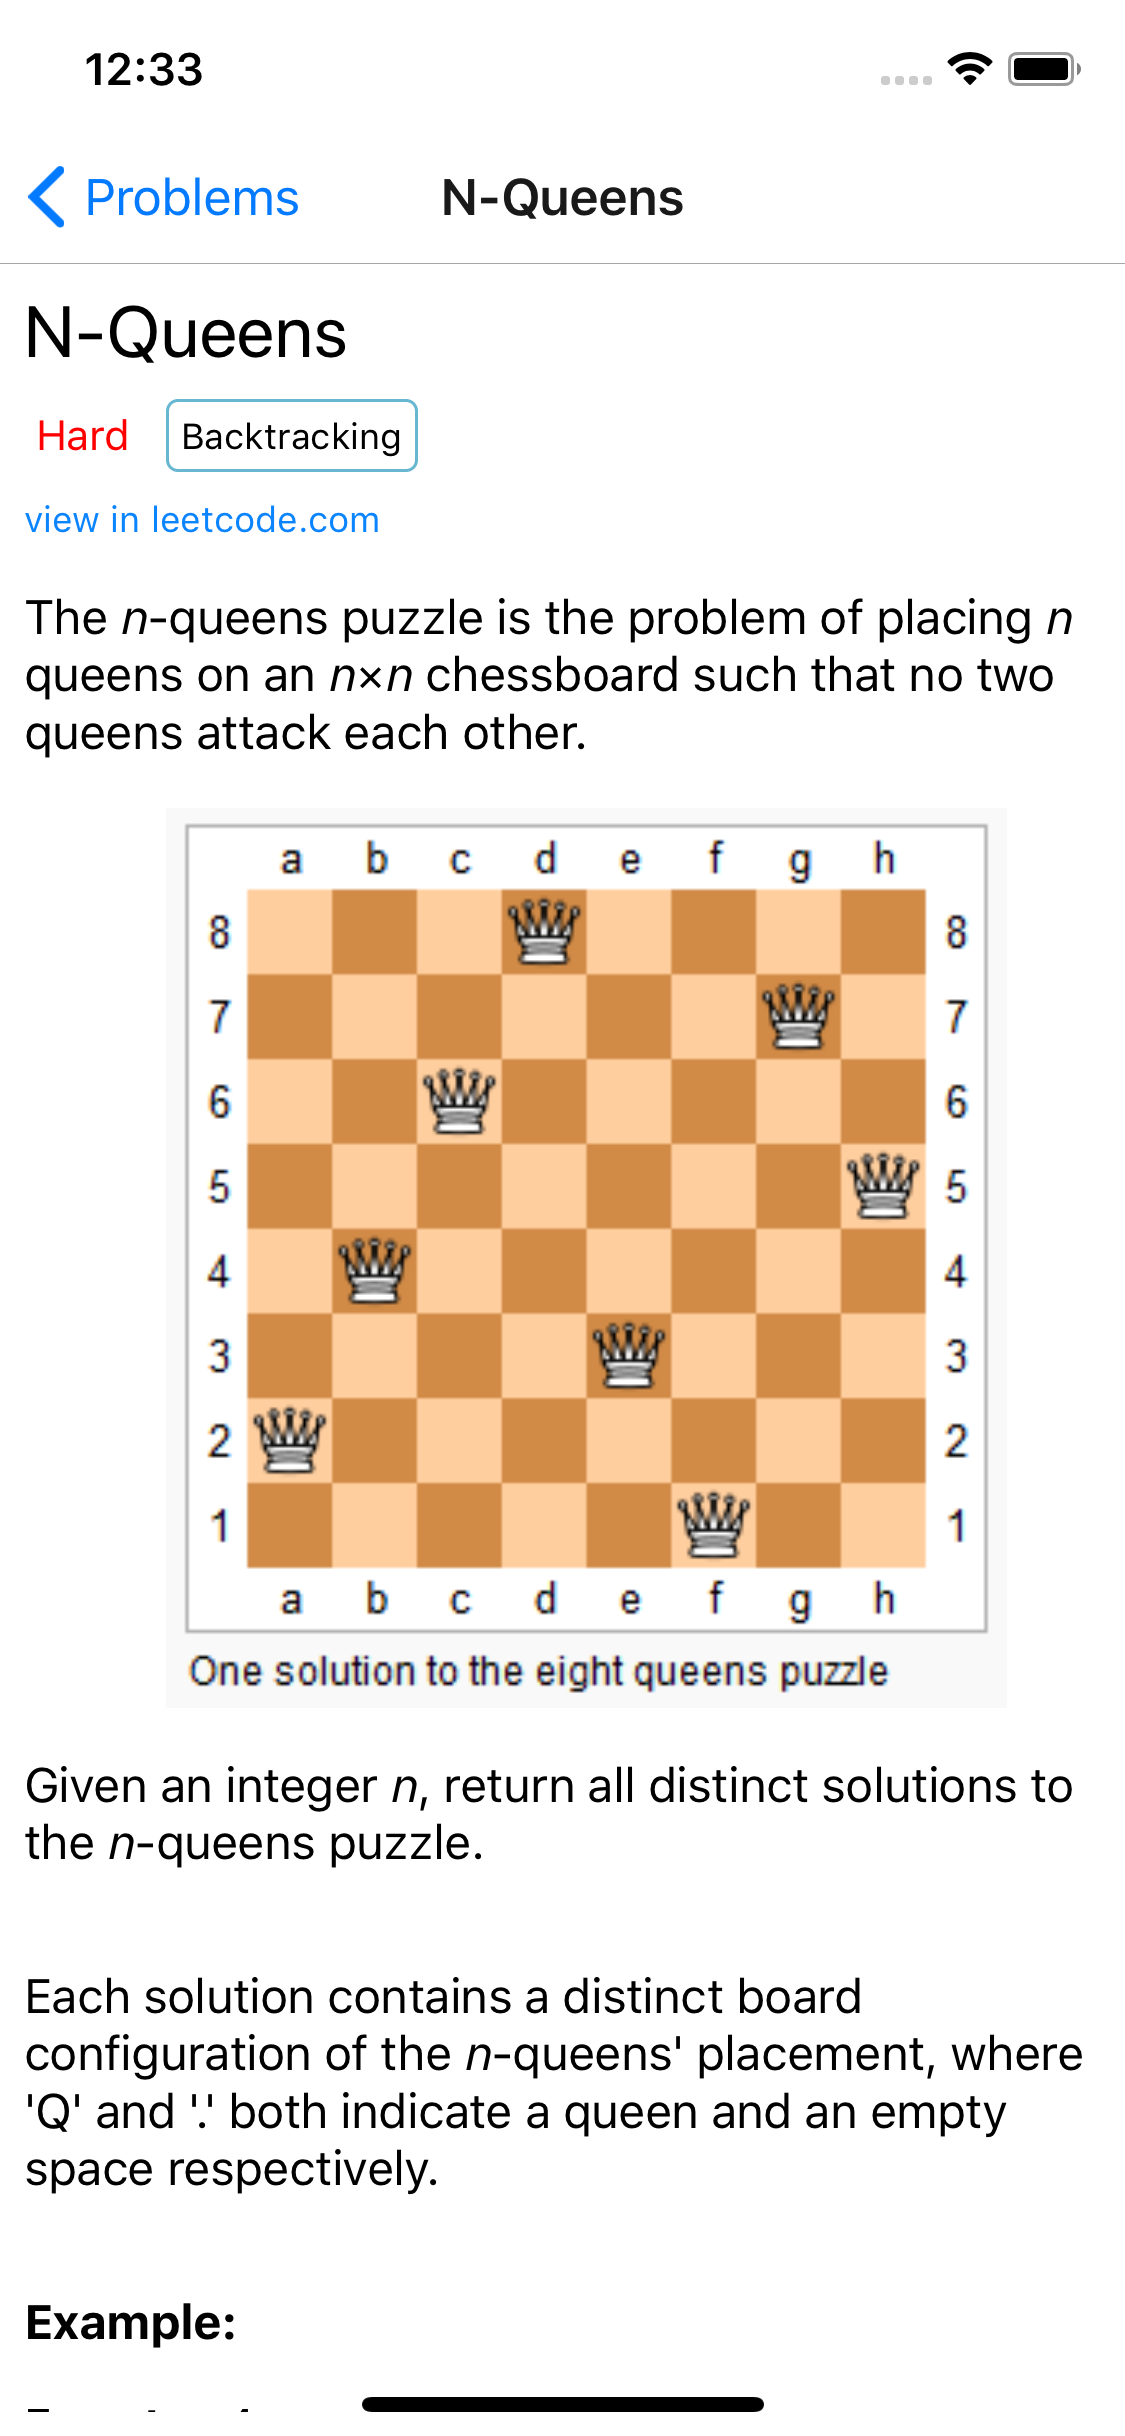 12:33
Problems
N-Queens
N-Queens
Hard
Backtracking
view in leetcode.com
The n-queens puzzle is the problem of placing n
queens on an n×n chessboard such that no two
queens attack each other.
a b c d e f g h
8 8
7 7
6 6
5 5
4 4
3 3
2 2
1 1
a b c d e f g h
One solution to the eight queens puzzle
Given an integer n, return all distinct solutions to
the n-queens puzzle.
Each solution contains a distinct board
configuration of the n-queens' placement, where
'Q' and '.' both indicate a queen and an empty
space respectively.
Example: